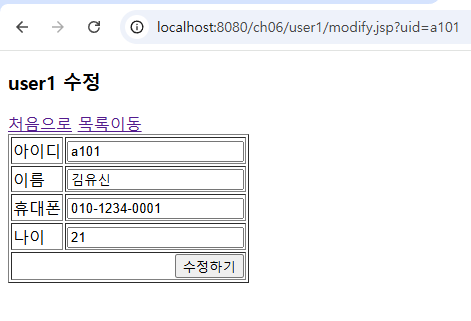 localhost:8080/ch06/user1/modify.jsp?uid=a101
user1 수정
처음으로 목록이동
아이디 a101
이름 김유신
휴대폰 010-1234-0001
나이 21
수정하기